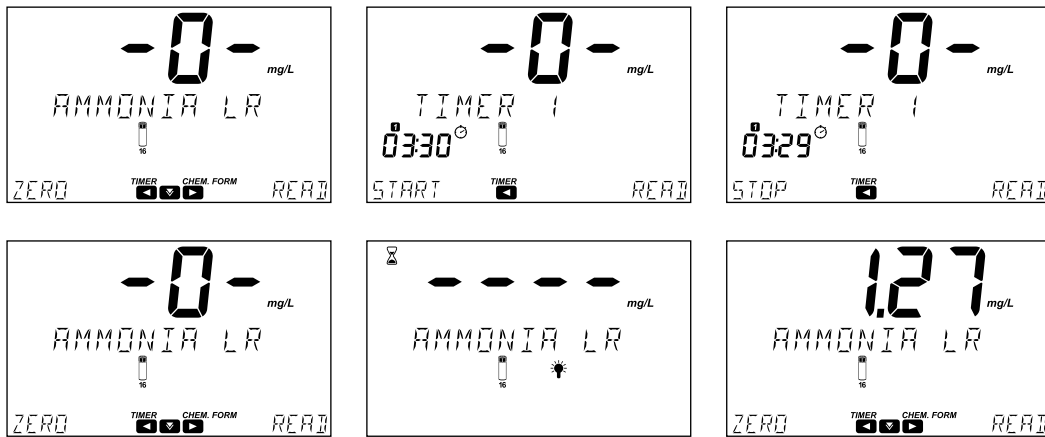 -0-
mg/L
AMMONIA LR
16
TIMER CHEM. FORM
ZERO READ
-0-
mg/L
TIMER 1
1
03:30
16
TIMER
START READ
-0-
mg/L
TIMER 1
1
03:29
16
TIMER
STOP READ
-0-
mg/L
AMMONIA LR
16
TIMER CHEM. FORM
ZERO READ
- - - -
mg/L
AMMONIA LR
16
1.27
mg/L
AMMONIA LR
16
TIMER CHEM. FORM
ZERO READ